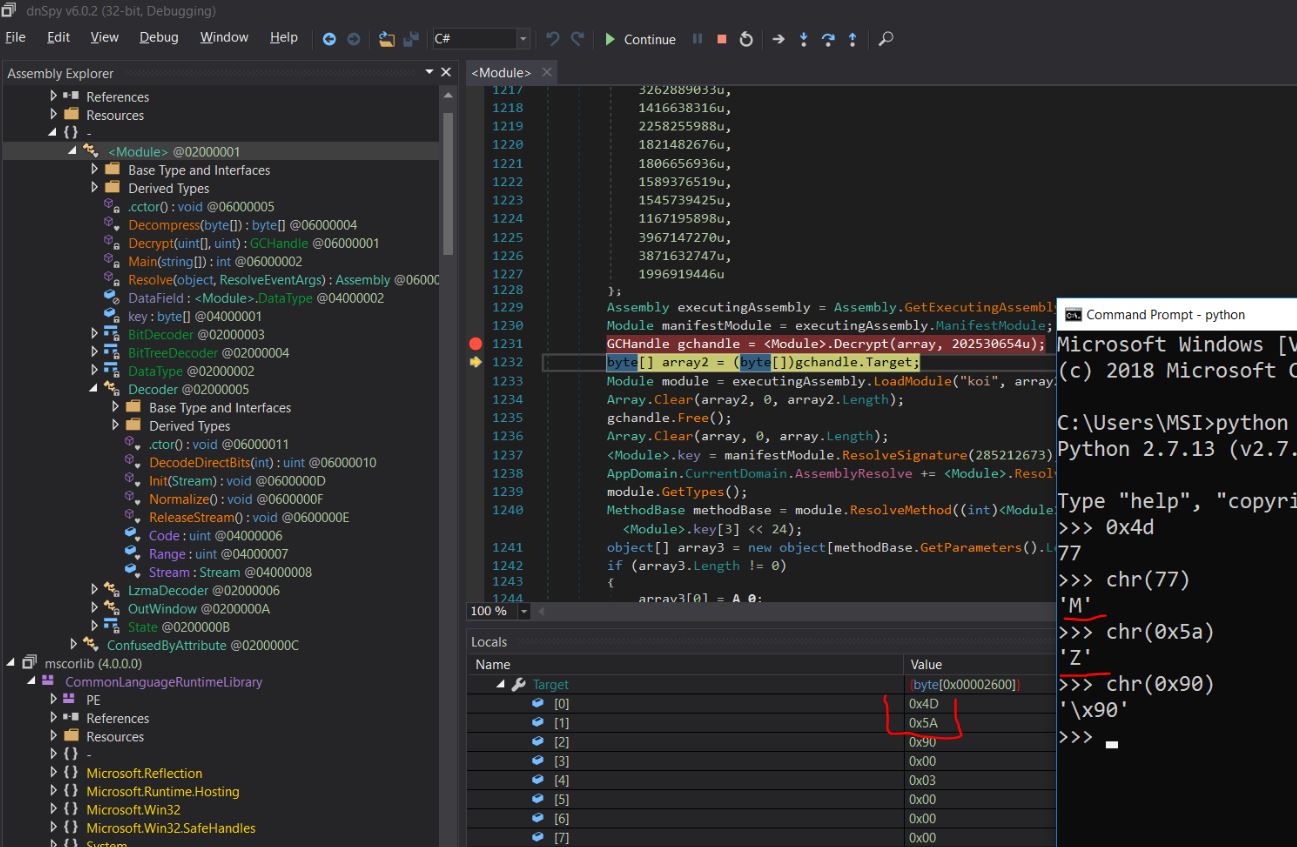 dnSpy v6.0.2 (32-bit, Debugging)
File Edit View Debug Window Help C# Continue
Assembly Explorer
References
Resources
{} -
<Module> @02000001
Base Type and Interfaces
Derived Types
.cctor() : void @06000005
Decompress(byte[]) : byte[] @06000004
Decrypt(uint[], uint) : GCHandle @06000001
Main(string[]) : int @06000002
Resolve(object, ResolveEventArgs) : Assembly @0600
DataField : <Module>.DataType @04000002
key : byte[] @04000001
BitDecoder @02000003
BitTreeDecoder @02000004
DataType @02000002
Decoder @02000005
Base Type and Interfaces
Derived Types
.ctor() : void @06000011
DecodeDirectBits(int) : uint @06000010
Init(Stream) : void @0600000D
Normalize() : void @0600000F
ReleaseStream() : void @0600000E
Code : uint @04000006
Range : uint @04000007
Stream : Stream @04000008
LzmaDecoder @02000006
OutWindow @0200000A
State @0200000B
ConfusedByAttribute @0200000C
mscorlib (4.0.0.0)
CommonLanguageRuntimeLibrary
PE
References
Resources
{} -
{} Microsoft.Reflection
{} Microsoft.Runtime.Hosting
{} Microsoft.Win32
{} Microsoft.Win32.SafeHandles
{} System
<Module>
1217 3262889033u,
1218 1416638316u,
1219 2258255988u,
1220 1821482676u,
1221 1806656936u,
1222 1589376519u,
1223 1545739425u,
1224 1167195898u,
1225 3967147270u,
1226 3871632747u,
1227 1996919446u
1228 };
1229 Assembly executingAssembly = Assembly.GetExecutingAssembl
1230 Module manifestModule = executingAssembly.ManifestModule;
1231 GCHandle gchandle = <Module>.Decrypt(array, 202530654u);
1232 byte[] array2 = (byte[])gchandle.Target;
1233 Module module = executingAssembly.LoadModule("koi", array
1234 Array.Clear(array2, 0, array2.Length);
1235 gchandle.Free();
1236 Array.Clear(array, 0, array.Length);
1237 <Module>.key = manifestModule.ResolveSignature(285212673)
1238 AppDomain.CurrentDomain.AssemblyResolve += <Module>.Resol
1239 module.GetTypes();
1240 MethodBase methodBase = module.ResolveMethod((int)<Module
<Module>.key[3] << 24);
1241 object[] array3 = new object[methodBase.GetParameters().L
1242 if (array3.Length != 0)
1243 {
1244 array3[0] = A_0;
100 %
Locals
Name Value
Target {byte[0x00002600]}
[0] 0x4D
[1] 0x5A
[2] 0x90
[3] 0x00
[4] 0x03
[5] 0x00
[6] 0x00
[7] 0x00
Command Prompt - python
Microsoft Windows [V
(c) 2018 Microsoft C
C:\Users\MSI>python
Python 2.7.13 (v2.7.
Type "help", "copyri
>>> 0x4d
77
>>> chr(77)
'M'
>>> chr(0x5a)
'Z'
>>> chr(0x90)
'\x90'
>>>